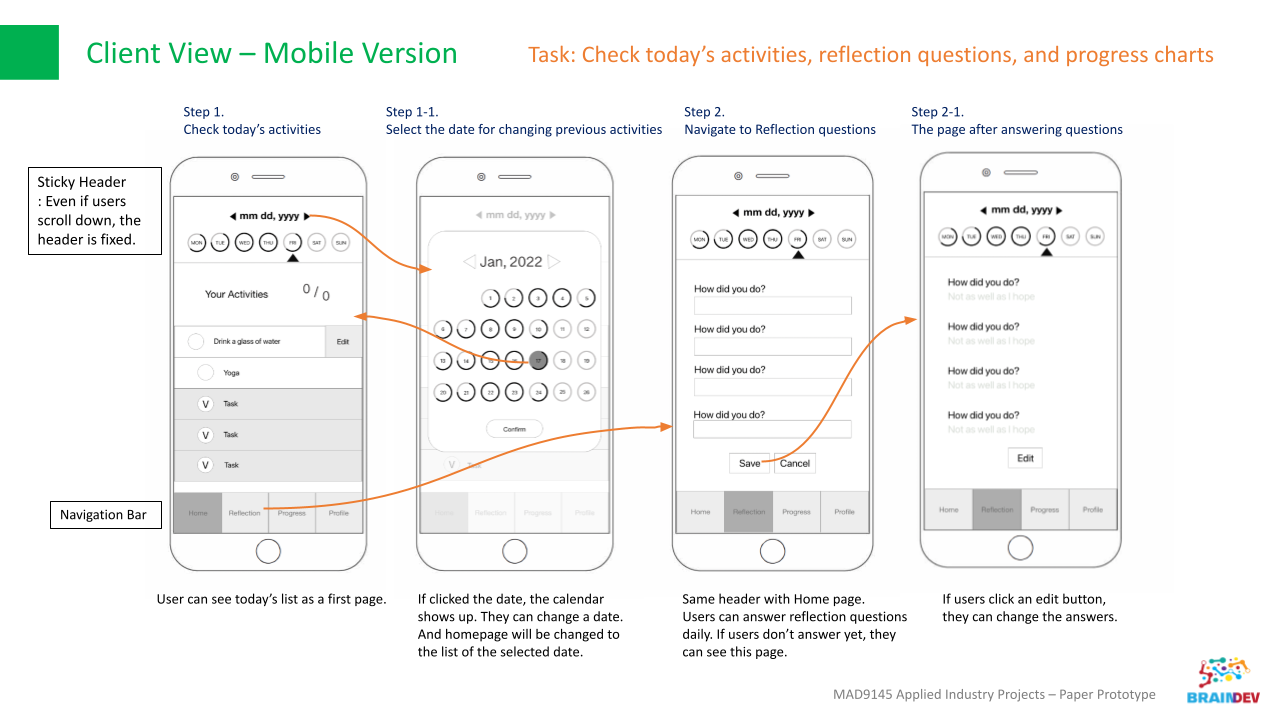 Client View – Mobile Version
Task: Check today's activities, reflection questions, and progress charts
Step 1.
Check today's activities
Step 1-1.
Select the date for changing previous activities
Step 2.
Navigate to Reflection questions
Step 2-1.
The page after answering questions
Sticky Header
: Even if users
scroll down, the
header is fixed.
Navigation Bar
mm dd, yyyy
MON TUE WED THU FRI SAT SUN
Your Activities 0 / 0
Drink a glass of water Edit
Yoga
V Task
V Task
V Task
Home Reflection Progress Profile
User can see today's list as a first page.
mm dd, yyyy
Jan, 2022
1 2 3 4 5
6 7 8 9 10 11 12
13 14 15 16 17 18 19
20 21 22 23 24 25 26
Confirm
V Task
Home Reflection Progress Profile
If clicked the date, the calendar
shows up. They can change a date.
And homepage will be changed to
the list of the selected date.
mm dd, yyyy
MON TUE WED THU FRI SAT SUN
How did you do?
How did you do?
How did you do?
How did you do?
Save Cancel
Home Reflection Progress Profile
Same header with Home page.
Users can answer reflection questions
daily. If users don't answer yet, they
can see this page.
mm dd, yyyy
MON TUE WED THU FRI SAT SUN
How did you do?
Not as well as I hope
How did you do?
Not as well as I hope
How did you do?
Not as well as I hope
How did you do?
Not as well as I hope
Edit
Home Reflection Progress Profile
If users click an edit button,
they can change the answers.
MAD9145 Applied Industry Projects – Paper Prototype
BRAINDEV